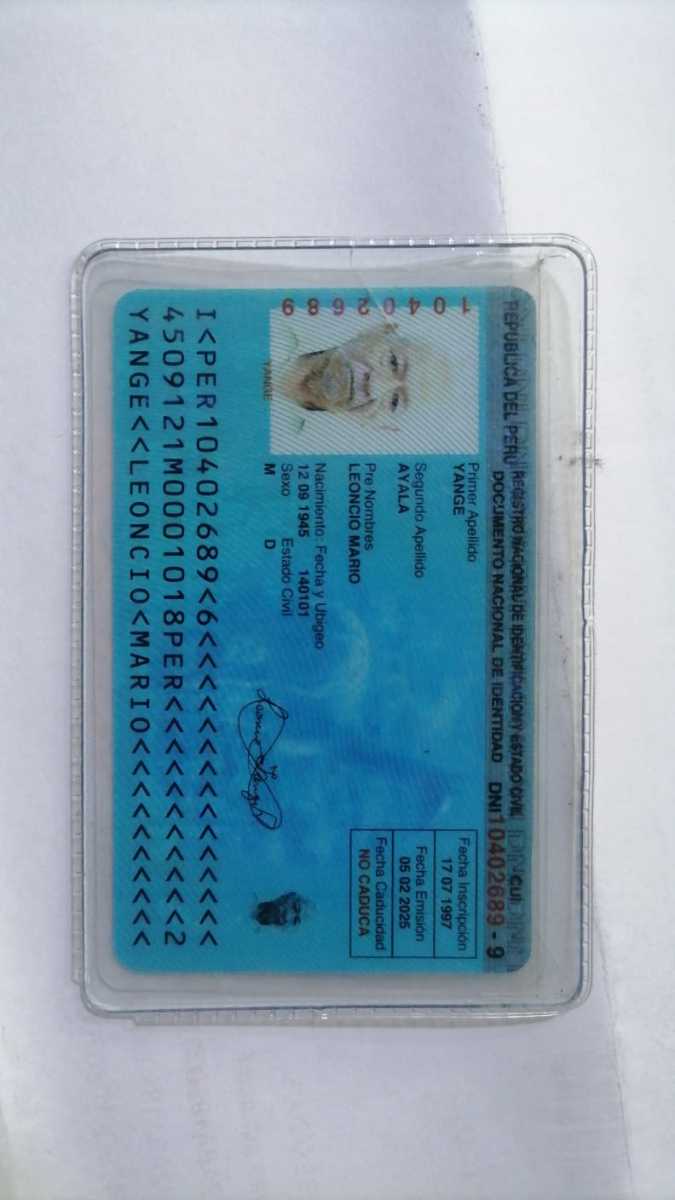 REPUBLICA DEL PERU REGISTRO NACIONAL DE IDENTIFICACION Y ESTADO CIVIL
DOCUMENTO NACIONAL DE IDENTIDAD DNI 10402689 - 9
CUI
Primer Apellido
YANGE
Segundo Apellido
AYALA
Pre Nombres
LEONCIO MARIO
Nacimiento: Fecha y Ubigeo
12 09 1945 140101
Sexo Estado Civil
M D
Fecha Inscripción
17 07 1997
Fecha Emisión
05 02 2025
Fecha Caducidad
NO CADUCA
10402689
YANGE
I<PER10402689<6<<<<<<<<<<<<<<<
4509121M0001018PER<<<<<<<<<<<2
YANGE<<LEONCIO<MARIO<<<<<<<<<<